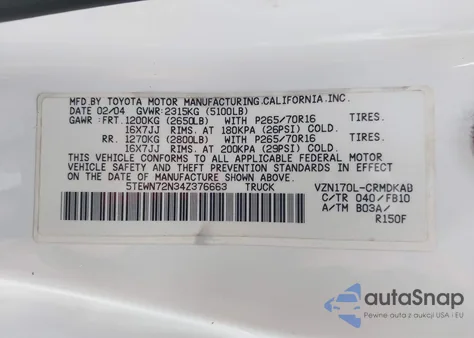 MFD.BY TOYOTA MOTOR MANUFACTURING.CALIFORNIA.INC.
DATE 02/04 GVWR:2315KG(5100LB)
GAWR:FRT.1200KG(2650LB) WITH P265/70R16 TIRES.
16X7JJ RIMS. AT 180KPA(26PSI) COLD.
RR. 1270KG(2800LB) WITH P265/70R16 TIRES.
16X7JJ RIMS. AT 200KPA(29PSI) COLD.
THIS VEHICLE CONFORMS TO ALL APPLICABLE FEDERAL MOTOR
VEHICLE SAFETY AND BUMPER STANDARDS IN EFFECT ON THE
DATE OF MANUFACTURE SHOWN ABOVE.
5TEWN72N34Z376663 TRUCK VZN170L-CRMDKAB
C/TR 040/FB10
A/TM B03A/
R150F
autoSnap
Pewne auta z aukcji USA i EU